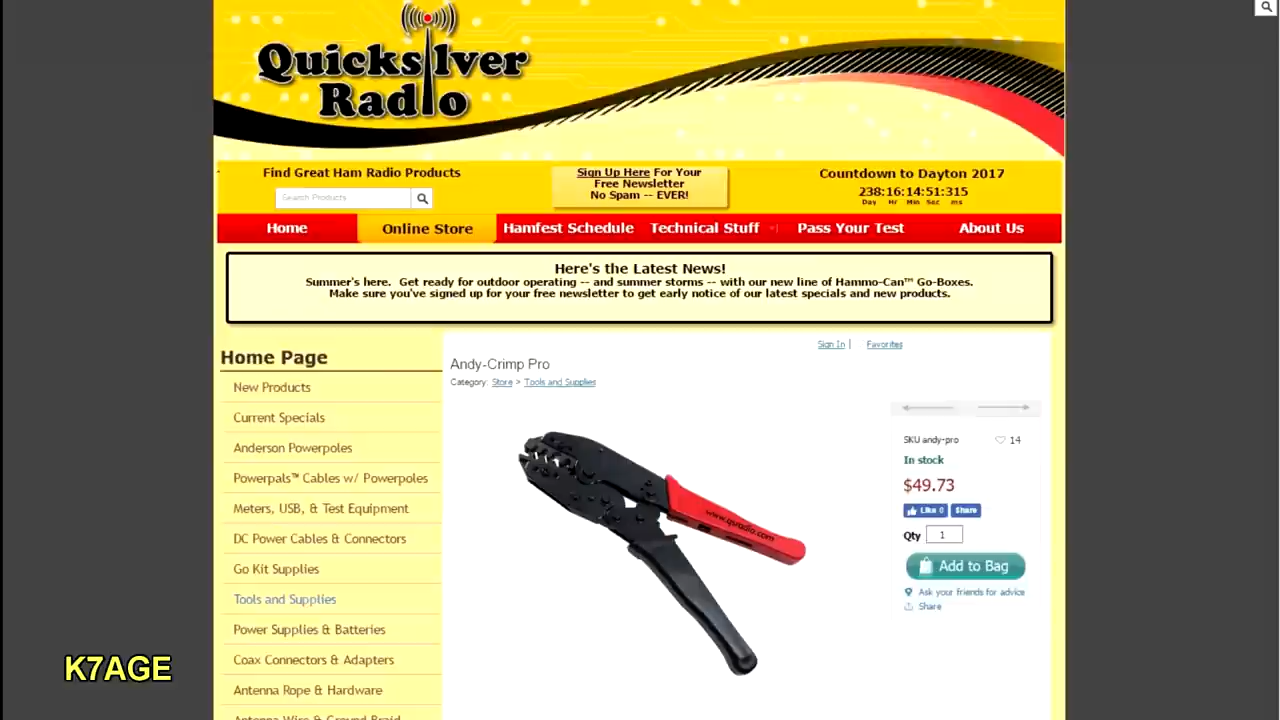 Quicksilver
Radio
Find Great Ham Radio Products
Search Products
Sign Up Here For Your
Free Newsletter
No Spam -- EVER!
Countdown to Dayton 2017
238:16:14:51:315
Day Hr Min Sec ms
Home
Online Store
Hamfest Schedule
Technical Stuff
Pass Your Test
About Us
Here's the Latest News!
Summer's here. Get ready for outdoor operating -- and summer storms -- with our new line of Hammo-Can™ Go-Boxes.
Make sure you've signed up for your free newsletter to get early notice of our latest specials and new products.
Sign In |
Favorites
Home Page
New Products
Current Specials
Anderson Powerpoles
Powerpals™ Cables w/ Powerpoles
Meters, USB, & Test Equipment
DC Power Cables & Connectors
Go Kit Supplies
Tools and Supplies
Power Supplies & Batteries
Coax Connectors & Adapters
Antenna Rope & Hardware
Antenna Wire & Ground Braid
Andy-Crimp Pro
Category: Store > Tools and Supplies
www.qsradio.com
SKU andy-pro
14
In stock
$49.73
Like 0
Share
Qty 1
Add to Bag
Ask your friends for advice
Share
K7AGE